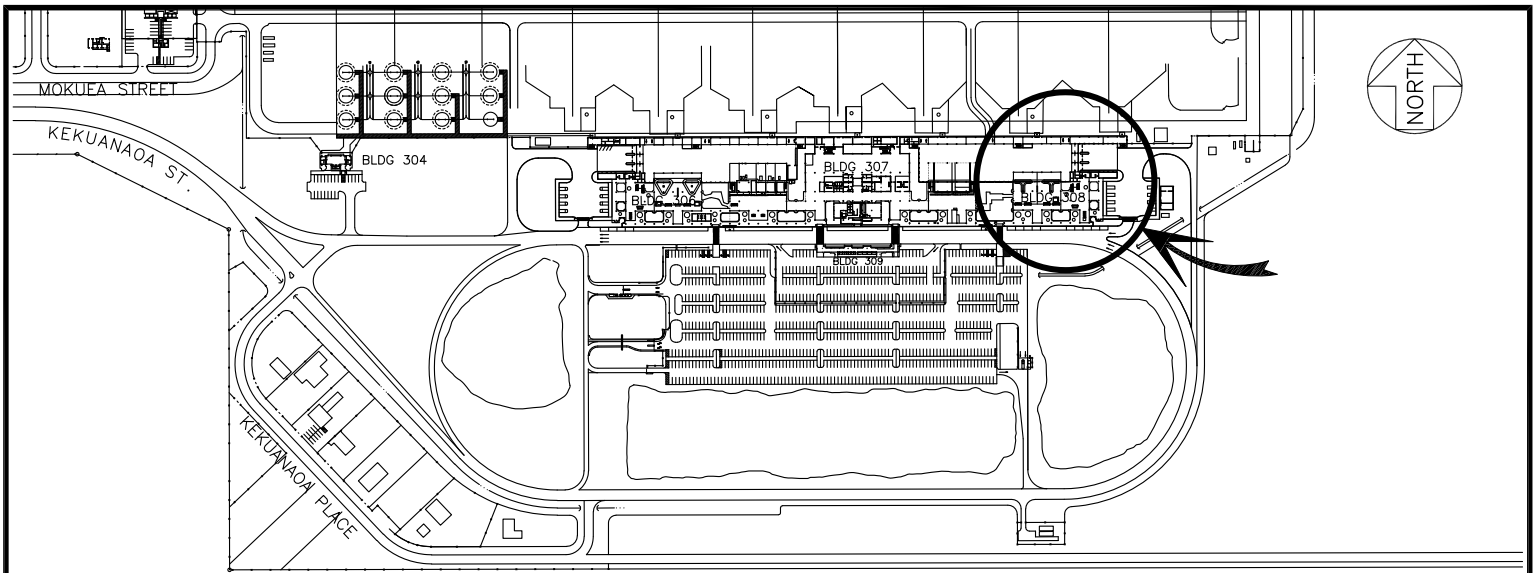 MOKUEA STREET
KEKUANAOA ST.
BLDG 304
BLDG 307
BLDG 306
BLDG 308
BLDG 309
NORTH
KEKUANAOA PLACE